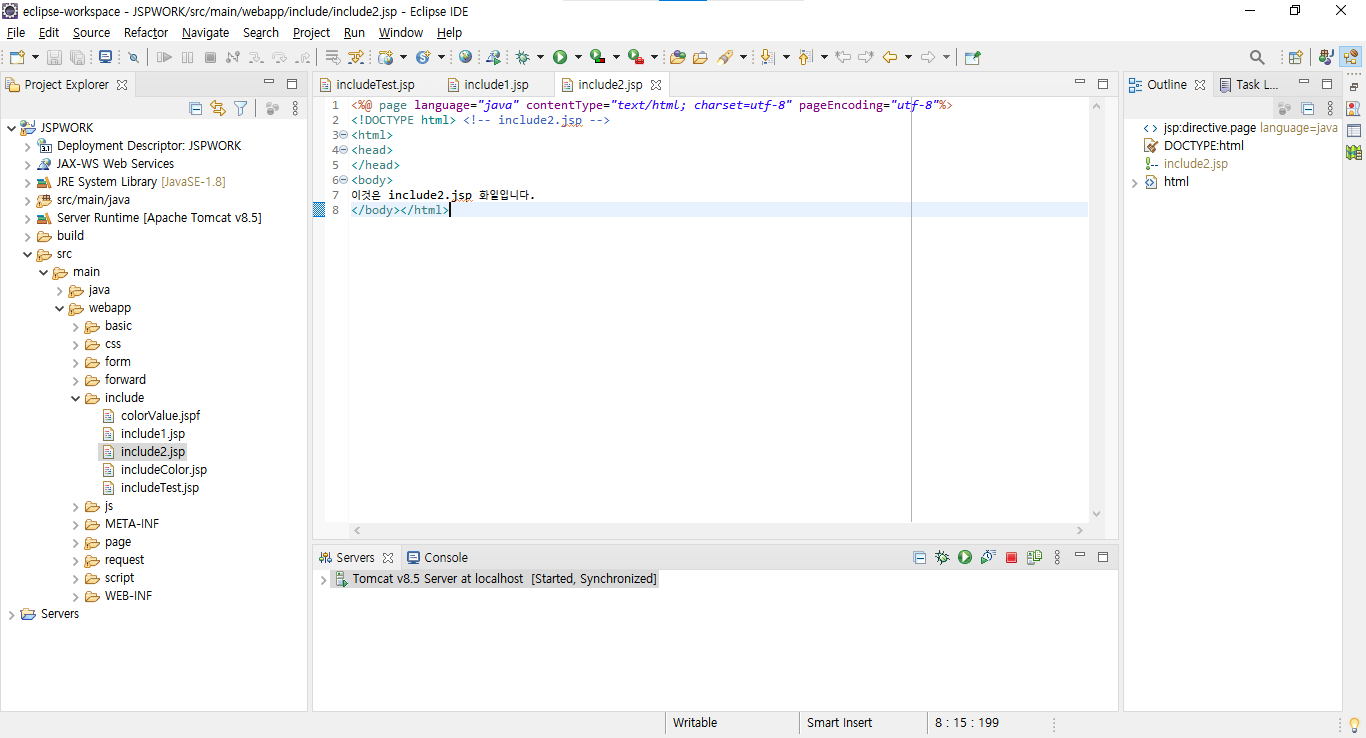 eclipse-workspace - JSPWORK/src/main/webapp/include/include2.jsp - Eclipse IDE
File Edit Source Refactor Navigate Search Project Run Window Help
Project Explorer
JSPWORK
Deployment Descriptor: JSPWORK
JAX-WS Web Services
JRE System Library [JavaSE-1.8]
src/main/java
Server Runtime [Apache Tomcat v8.5]
build
src
main
java
webapp
basic
css
form
forward
include
colorValue.jspf
include1.jsp
include2.jsp
includeColor.jsp
includeTest.jsp
js
META-INF
page
request
script
WEB-INF
Servers
includeTest.jsp include1.jsp include2.jsp
1 <%@ page language="java" contentType="text/html; charset=utf-8" pageEncoding="utf-8"%>
2 <!DOCTYPE html> <!-- include2.jsp -->
3 <html>
4 <head>
5 </head>
6 <body>
7 이것은 include2.jsp 화일입니다.
8 </body></html>
Servers Console
Tomcat v8.5 Server at localhost [Started, Synchronized]
Outline Task L...
jsp:directive.page language=java
DOCTYPE:html
include2.jsp
html
Writable Smart Insert 8 : 15 : 199